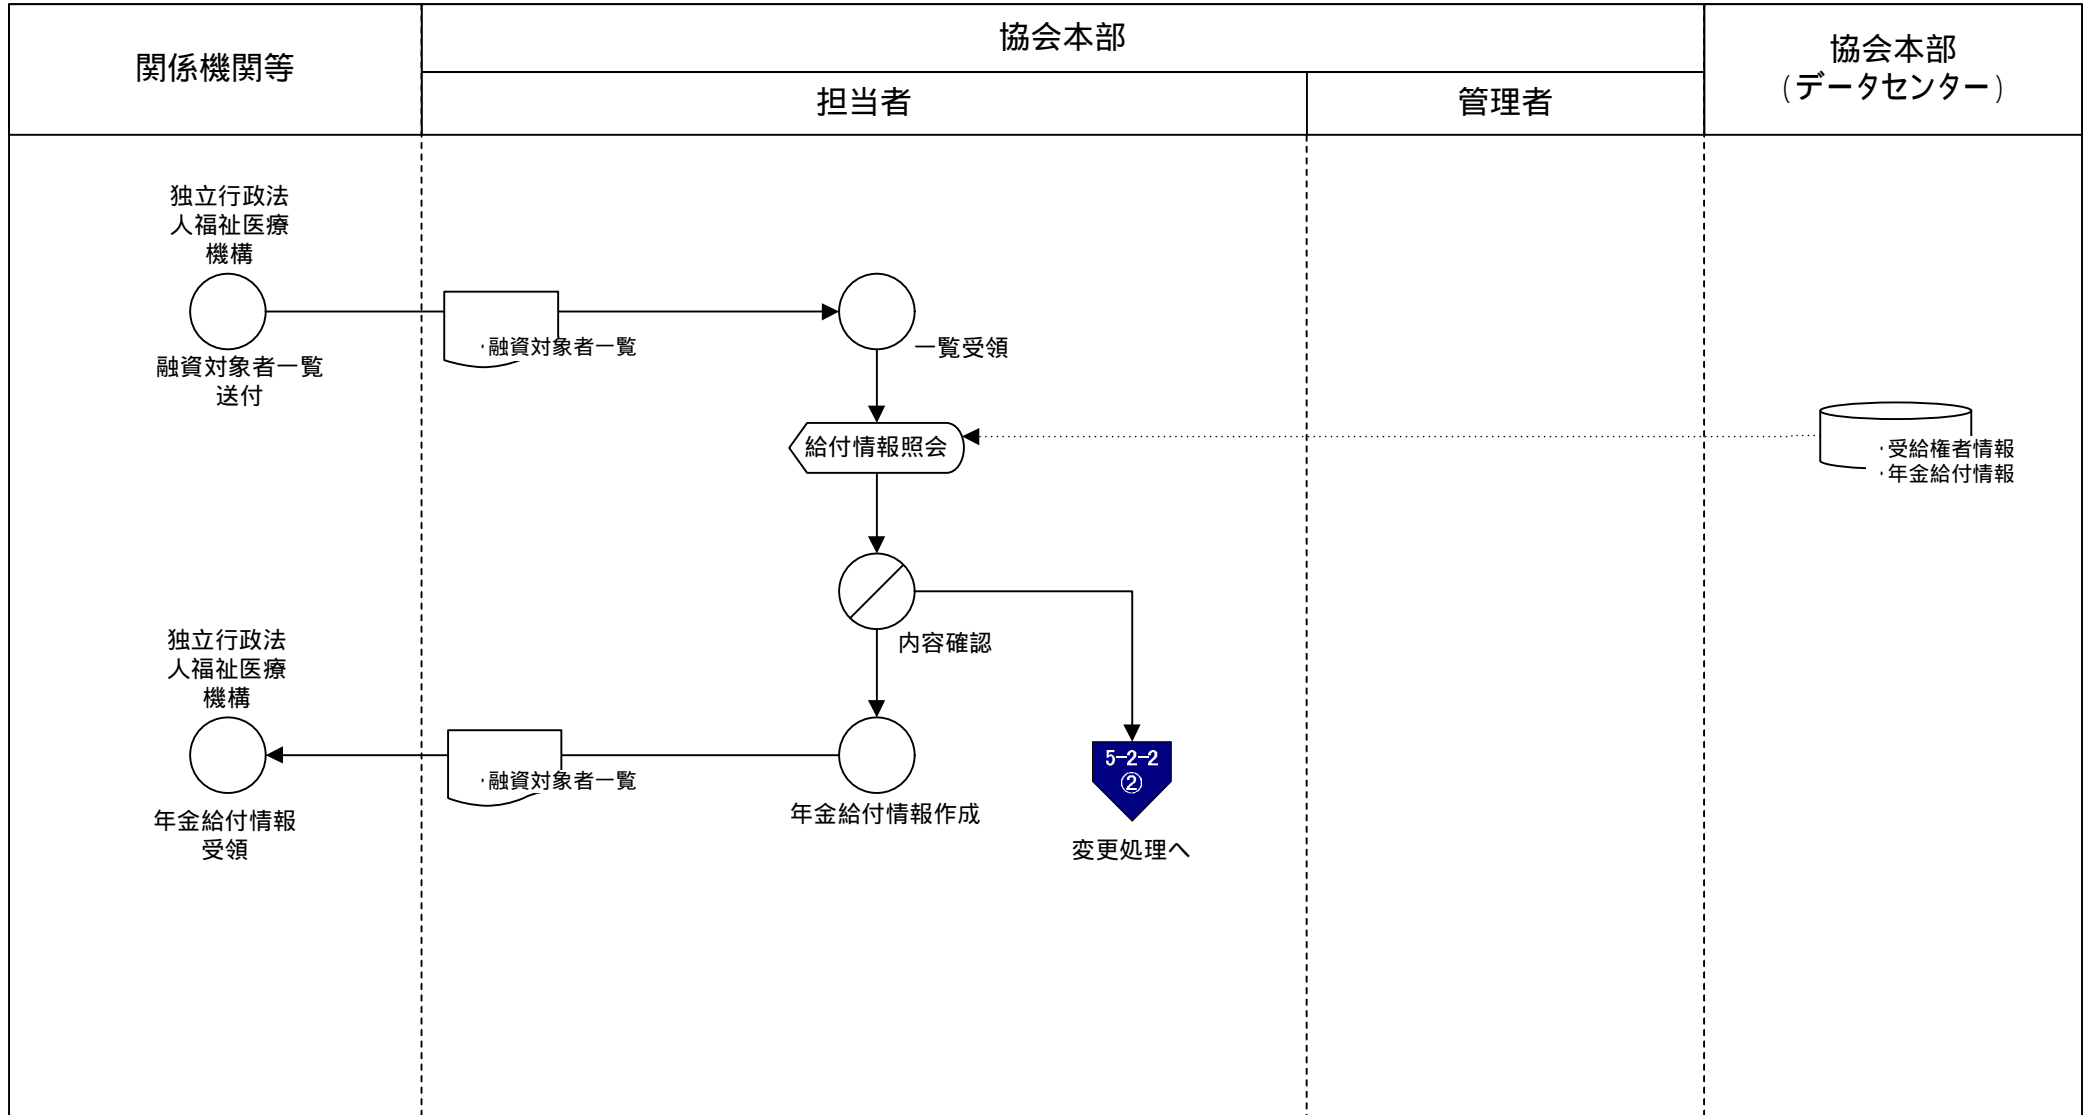 関係機関等
協会本部
担当者
管理者
協会本部
(データセンター)
独立行政法
人福祉医療
機構
融資対象者一覧
送付
・融資対象者一覧
一覧受領
給付情報照会
・受給権者情報
・年金給付情報
内容確認
独立行政法
人福祉医療
機構
年金給付情報
受領
・融資対象者一覧
年金給付情報作成
5-2-2
②
変更処理へ